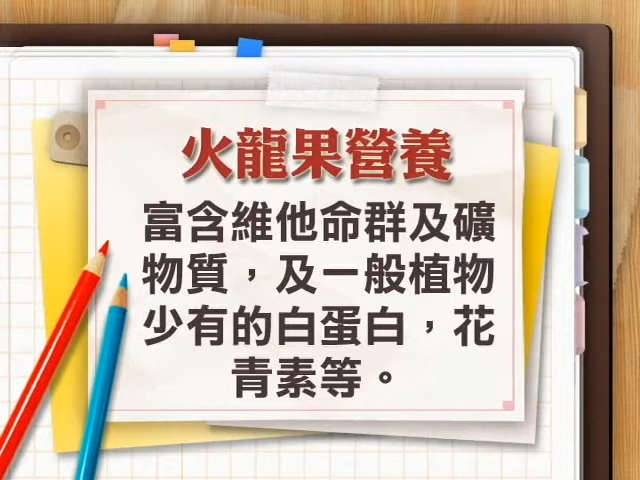 火龍果營養
富含維他命群及礦
物質，及一般植物
少有的白蛋白，花
青素等。